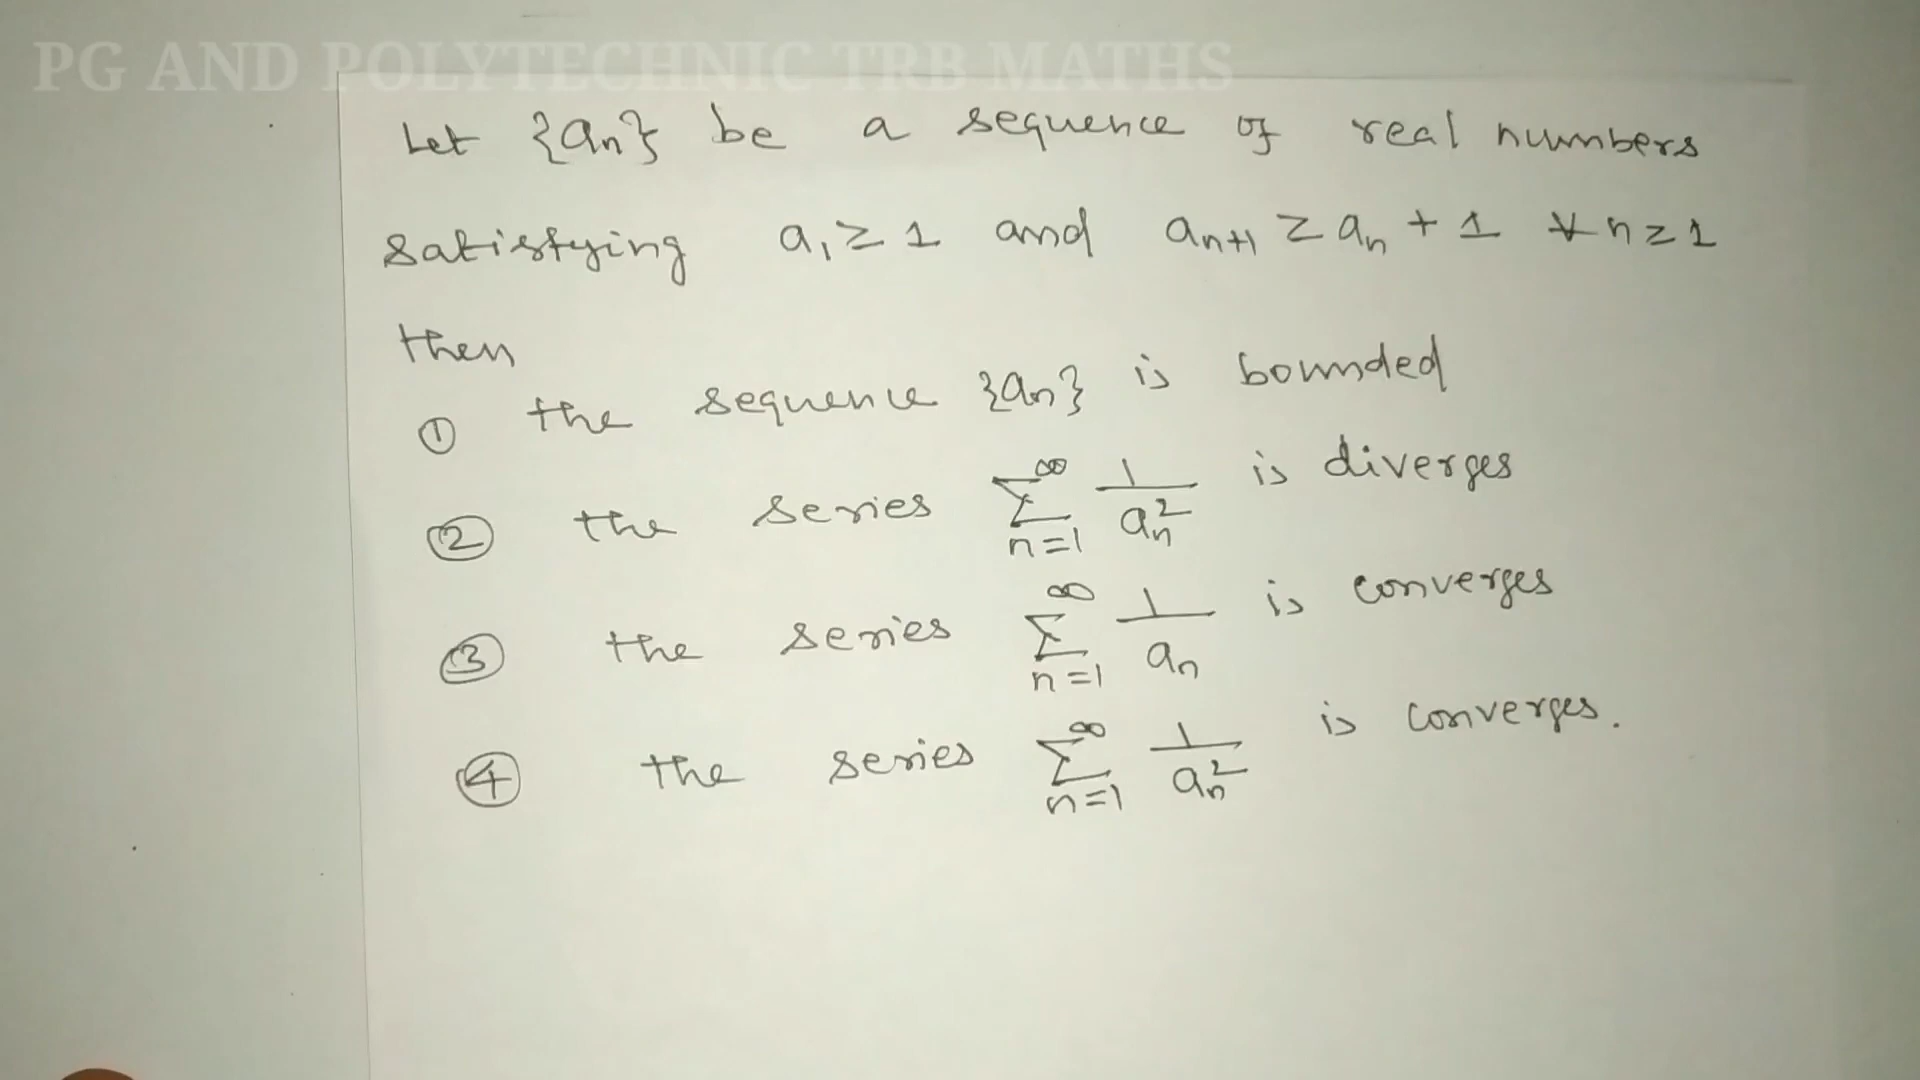 PG AND POLYTECHNIC TRB MATHS
Let {aₙ} be a sequence of real numbers
satisfying a₁ ≥ 1 and aₙ₊₁ ≥ aₙ + 1 ∀ n ≥ 1
then
① the sequence {aₙ} is bounded
② the series ∑_{n=1}^{∞} 1/aₙ² is diverges
③ the series ∑_{n=1}^{∞} 1/aₙ is converges
④ the series ∑_{n=1}^{∞} 1/aₙ² is converges.